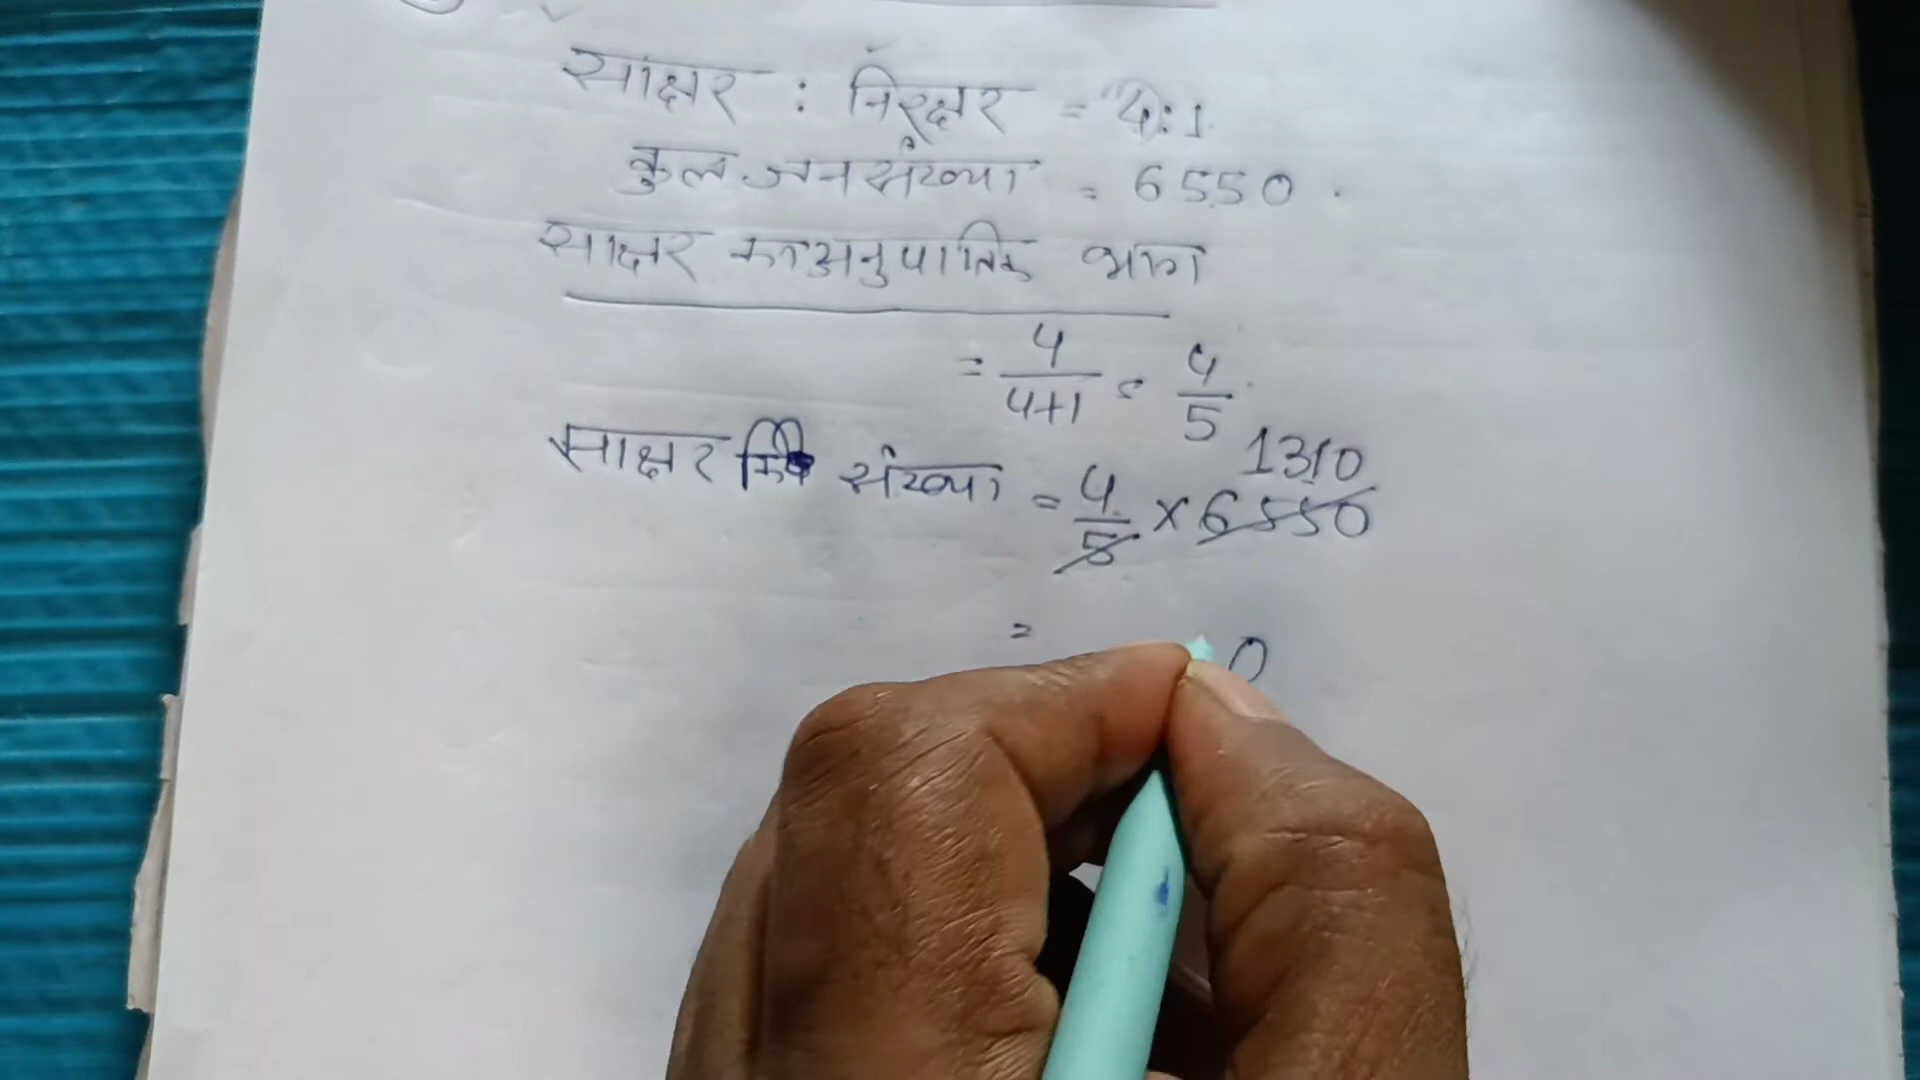 साक्षर : निरक्षर = 4:1
कुल जनसंख्या = 6550
साक्षर का अनुपातिक भाग
= 4/4+1 = 4/5
1310
साक्षर कि संख्या = 4/5 × 6550
= 0